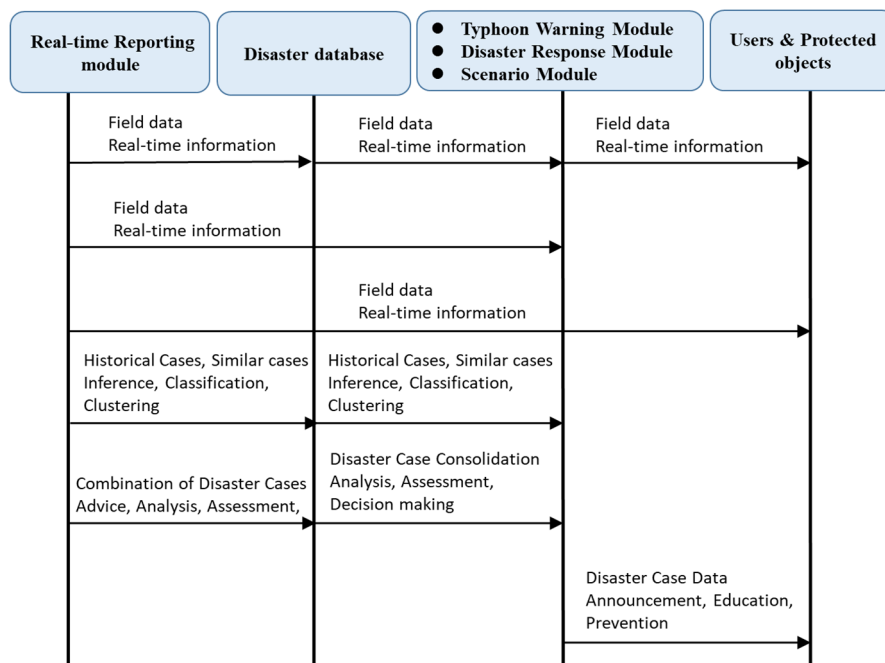 Real-time Reporting
module
Disaster database
● Typhoon Warning Module
● Disaster Response Module
● Scenario Module
Users & Protected
objects
Field data
Real-time information
Field data
Real-time information
Field data
Real-time information
Field data
Real-time information
Field data
Real-time information
Historical Cases, Similar cases
Inference, Classification,
Clustering
Historical Cases, Similar cases
Inference, Classification,
Clustering
Combination of Disaster Cases
Advice, Analysis, Assessment,
Disaster Case Consolidation
Analysis, Assessment,
Decision making
Disaster Case Data
Announcement, Education,
Prevention